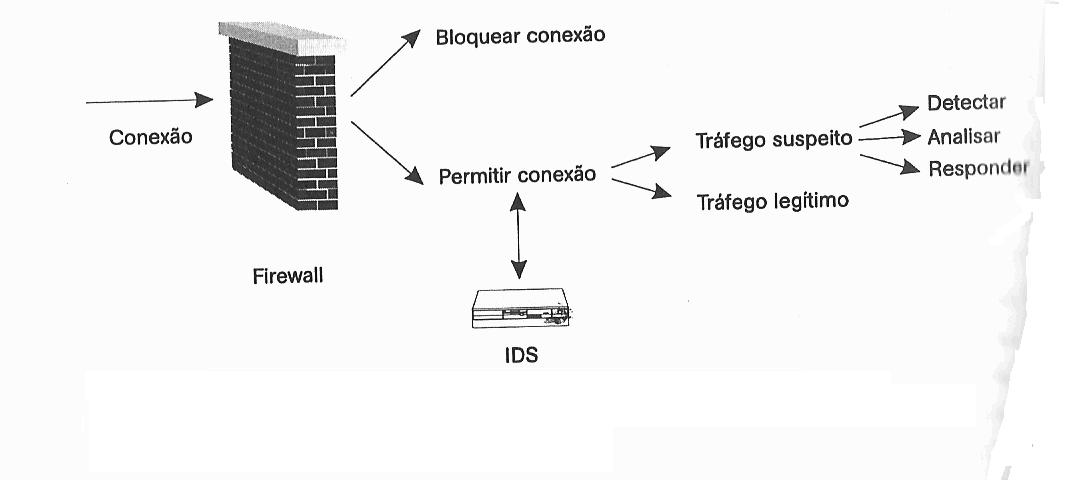 Bloquear conexão
Conexão
Permitir conexão
Tráfego suspeito
Detectar
Analisar
Responder
Tráfego legítimo
Firewall
IDS